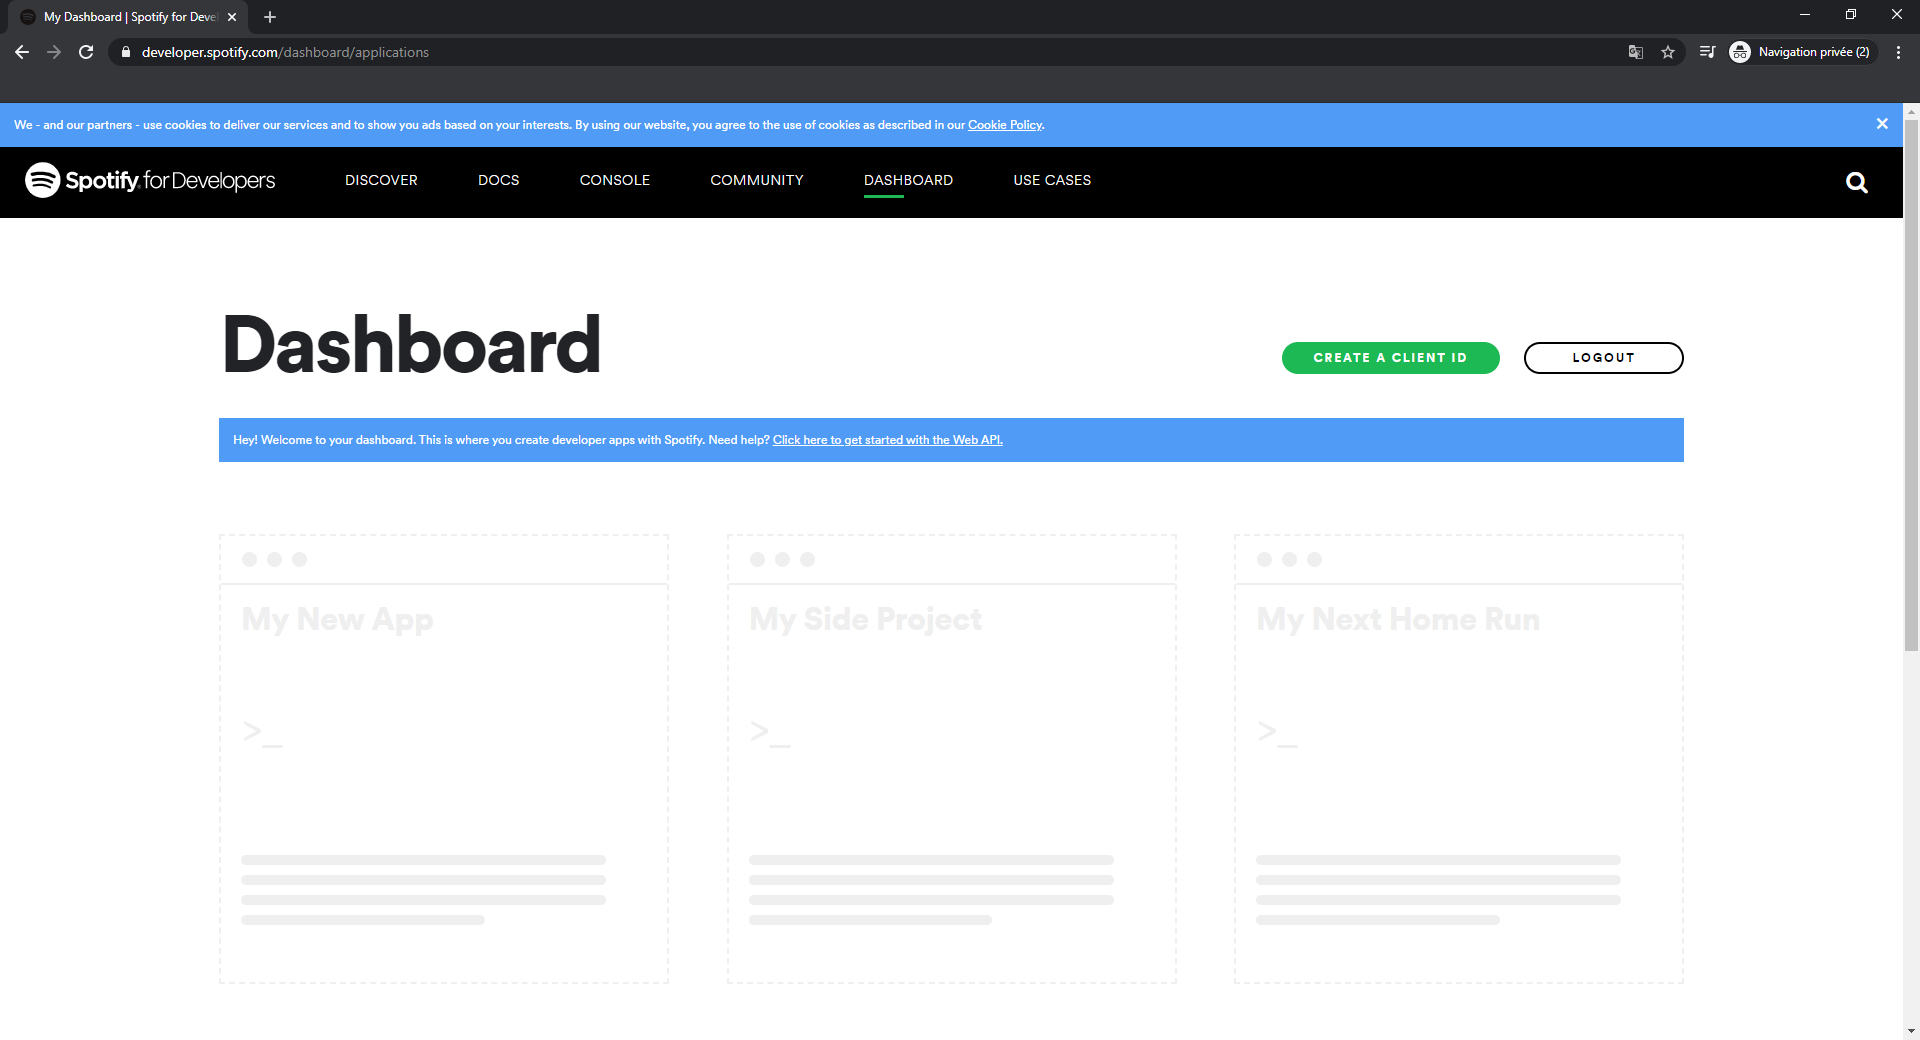 My Dashboard | Spotify for Deve
developer.spotify.com/dashboard/applications
Navigation privée (2)
We - and our partners - use cookies to deliver our services and to show you ads based on your interests. By using our website, you agree to the use of cookies as described in our Cookie Policy.
Spotify for Developers
DISCOVER
DOCS
CONSOLE
COMMUNITY
DASHBOARD
USE CASES
Dashboard
CREATE A CLIENT ID
LOGOUT
Hey! Welcome to your dashboard. This is where you create developer apps with Spotify. Need help? Click here to get started with the Web API.
My New App
My Side Project
My Next Home Run
>_
>_
>_